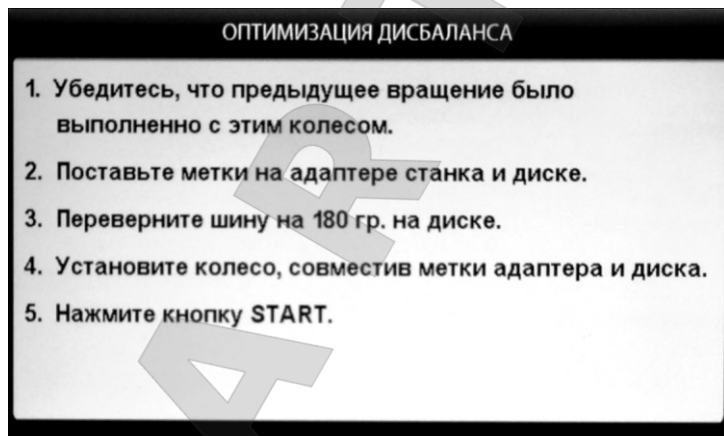 ОПТИМИЗАЦИЯ ДИСБАЛАНСА
1. Убедитесь, что предыдущее вращение было
выполненно с этим колесом.
2. Поставьте метки на адаптере станка и диске.
3. Переверните шину на 180 гр. на диске.
4. Установите колесо, совместив метки адаптера и диска.
5. Нажмите кнопку START.